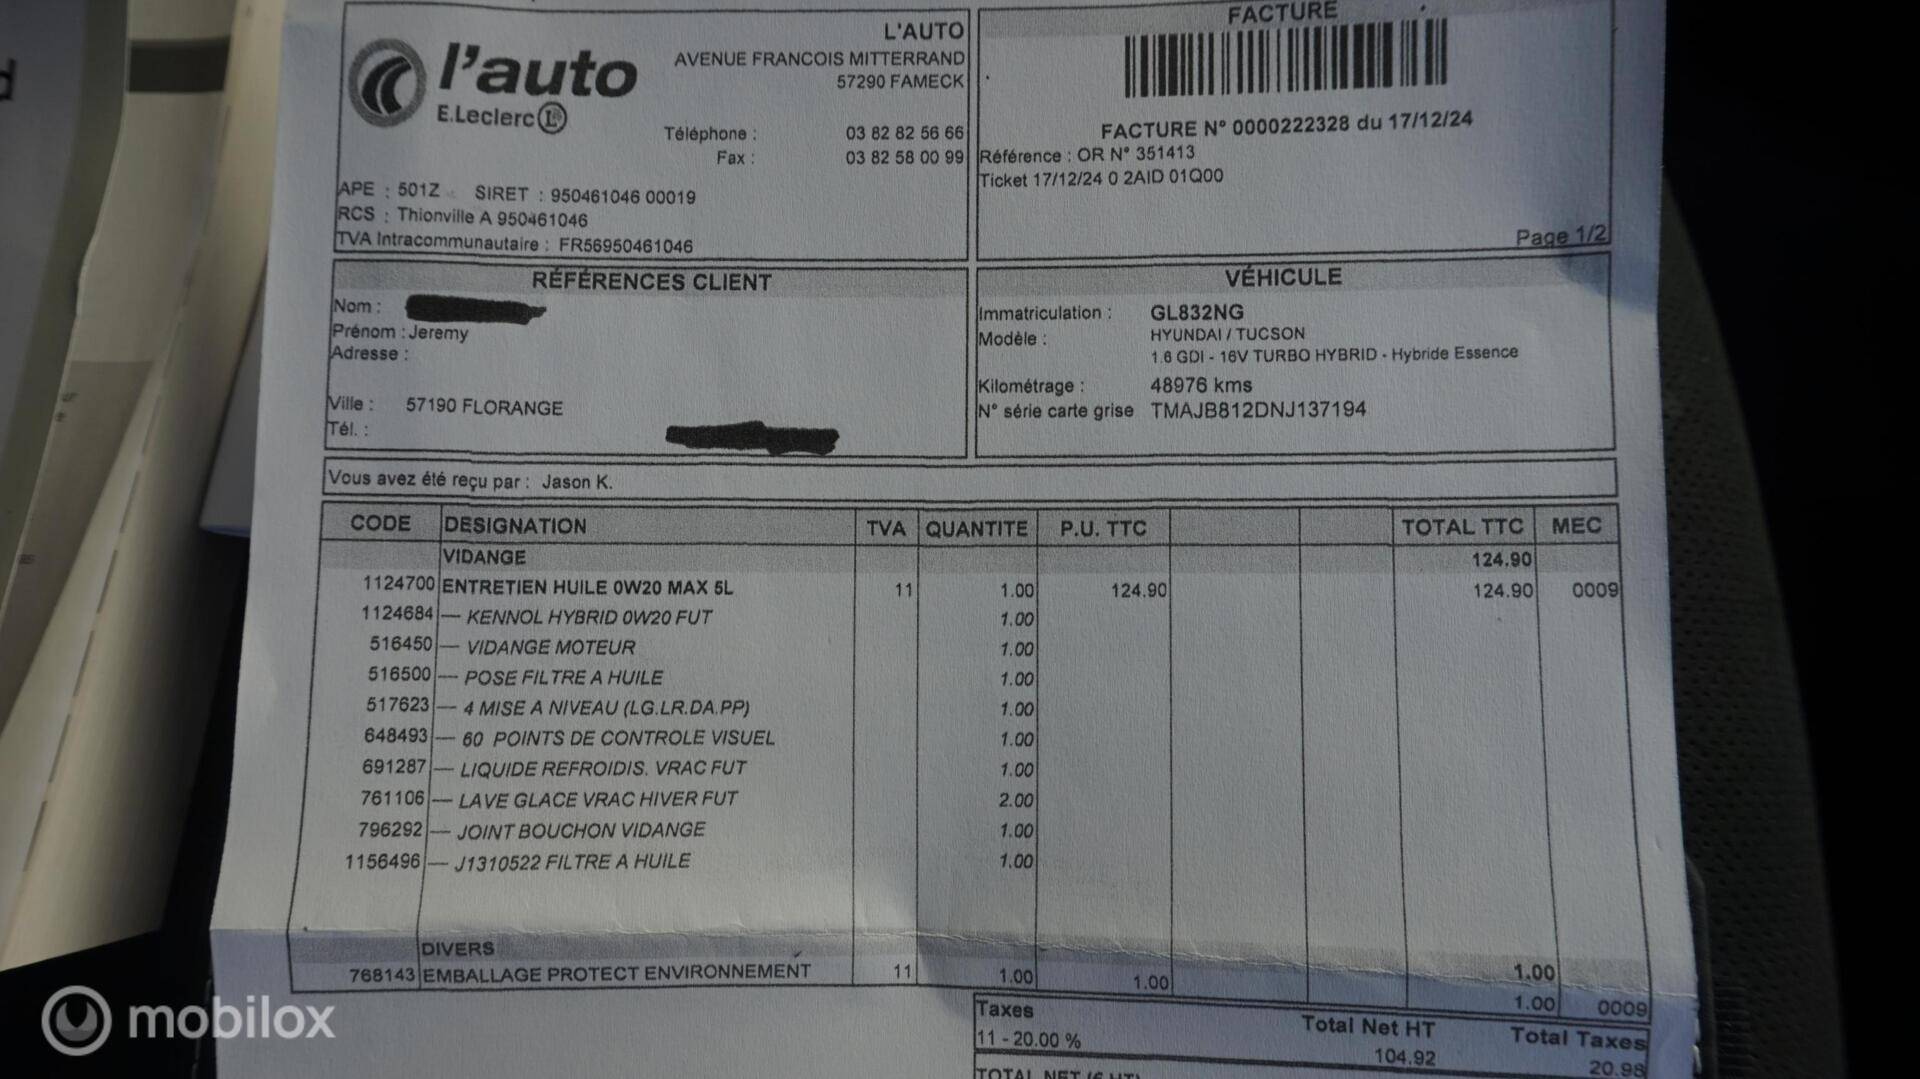 l'auto
E.Leclerc L
L'AUTO
AVENUE FRANCOIS MITTERRAND
57290 FAMECK
Téléphone : 03 82 82 56 66
Fax : 03 82 58 00 99
APE : 501Z SIRET : 950461046 00019
RCS : Thionville A 950461046
TVA Intracommunautaire : FR56950461046
FACTURE
FACTURE N° 0000222328 du 17/12/24
Référence : OR N° 351413
Ticket 17/12/24 0 2AID 01Q00
Page 1/2
RÉFÉRENCES CLIENT
Nom :
Prénom : Jeremy
Adresse :
Ville : 57190 FLORANGE
Tél. :
VÉHICULE
Immatriculation : GL832NG
Modèle : HYUNDAI / TUCSON
1.6 GDI - 16V TURBO HYBRID - Hybride Essence
Kilométrage : 48976 kms
N° série carte grise TMAJB812DNJ137194
Vous avez été reçu par : Jason K.
CODE DESIGNATION TVA QUANTITE P.U. TTC TOTAL TTC MEC
VIDANGE 124.90
1124700 ENTRETIEN HUILE 0W20 MAX 5L 11 1.00 124.90 124.90 0009
1124684 — KENNOL HYBRID 0W20 FUT 1.00
516450 — VIDANGE MOTEUR 1.00
516500 — POSE FILTRE A HUILE 1.00
517623 — 4 MISE A NIVEAU (LG.LR.DA.PP) 1.00
648493 — 60 POINTS DE CONTROLE VISUEL 1.00
691287 — LIQUIDE REFROIDIS. VRAC FUT 1.00
761106 — LAVE GLACE VRAC HIVER FUT 2.00
796292 — JOINT BOUCHON VIDANGE 1.00
1156496 — J1310522 FILTRE A HUILE 1.00
DIVERS 1.00
768143 EMBALLAGE PROTECT ENVIRONNEMENT 11 1.00 1.00 1.00 0009
Taxes Total Net HT Total Taxes
11 - 20.00 % 104.92 20.98
TOTAL NET (€ HT)
mobilox